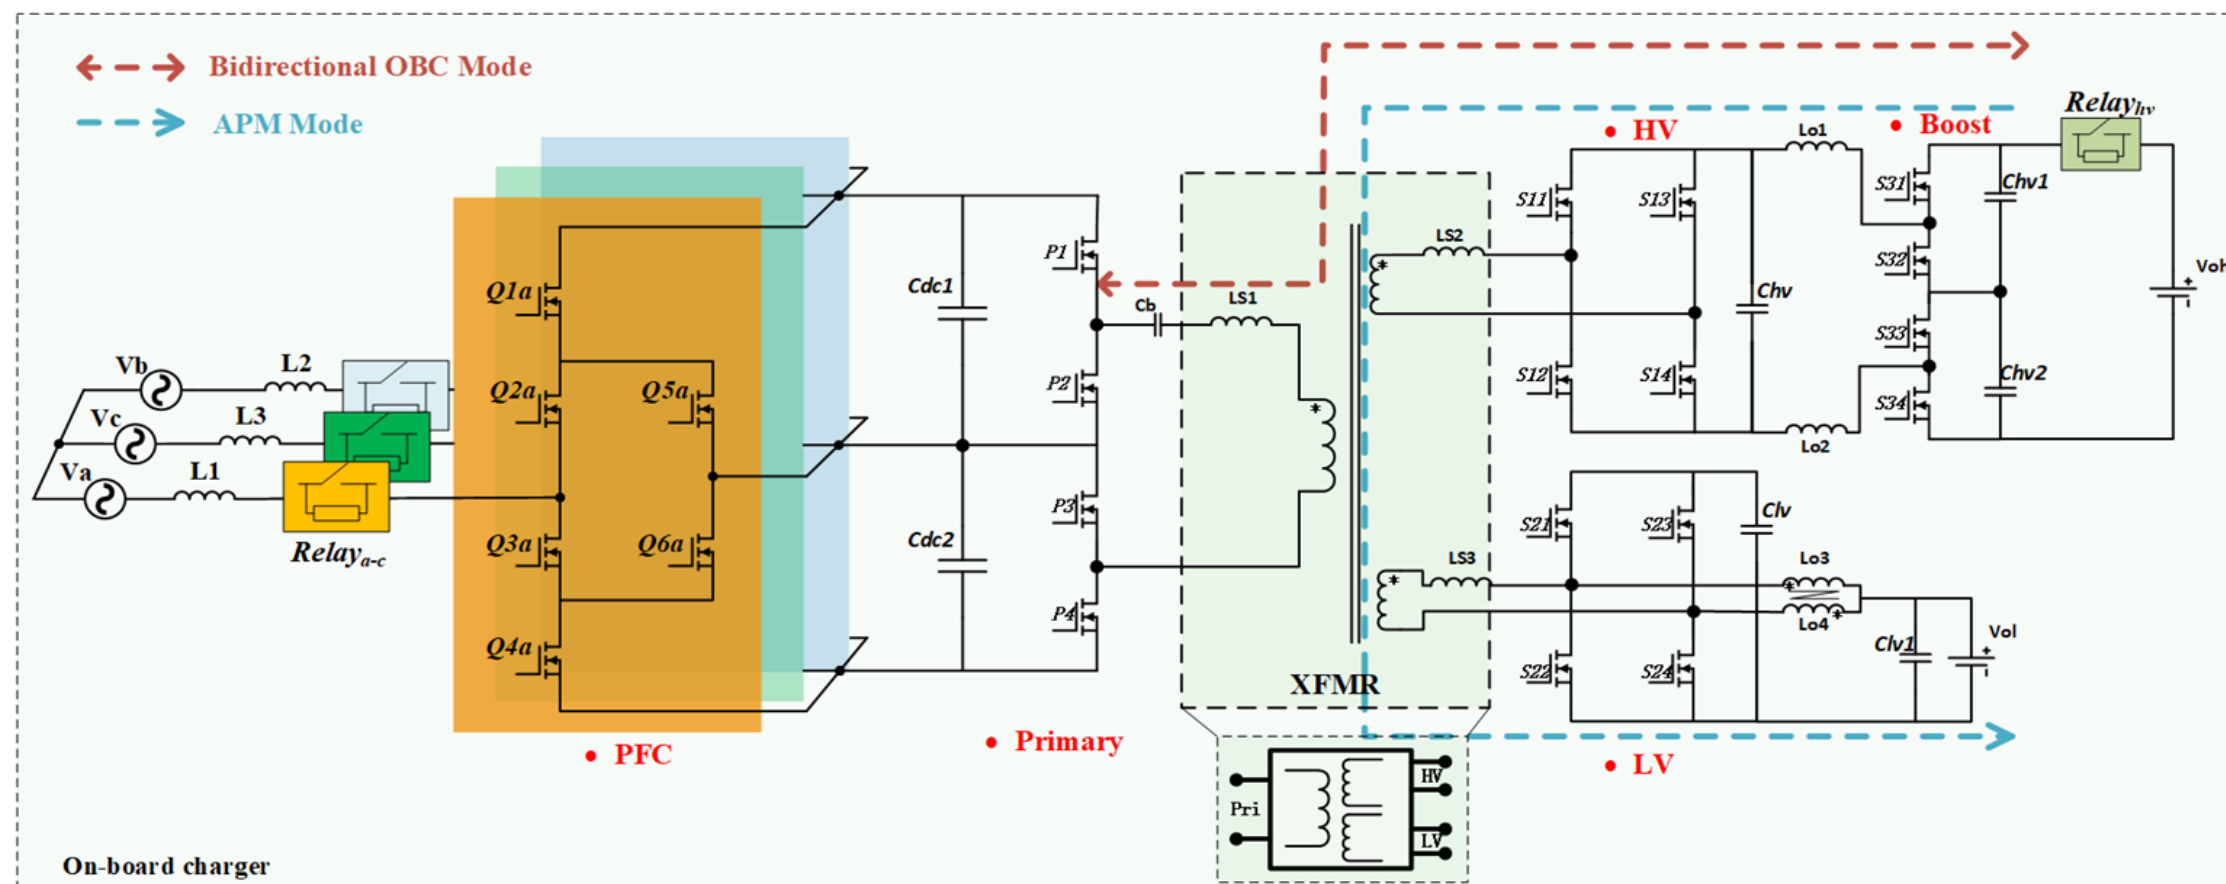 Bidirectional OBC Mode
APM Mode
Vb
L2
Vc
L3
Va
L1
Relaya-c
Q1a
Q2a
Q5a
Q3a
Q6a
Q4a
• PFC
Cdc1
Cdc2
P1
P2
P3
P4
• Primary
Cb
LS1
*
*
LS2
*
LS3
XFMR
Pri
HV
LV
• HV
S11
S13
S12
S14
Chv
Lo1
Lo2
• Boost
S31
S32
S33
S34
Chv1
Chv2
Relayhv
+
Voh
S21
S23
S22
S24
Clv
Lo3
*
*
Lo4
Clv1
+
Vol
• LV
On-board charger